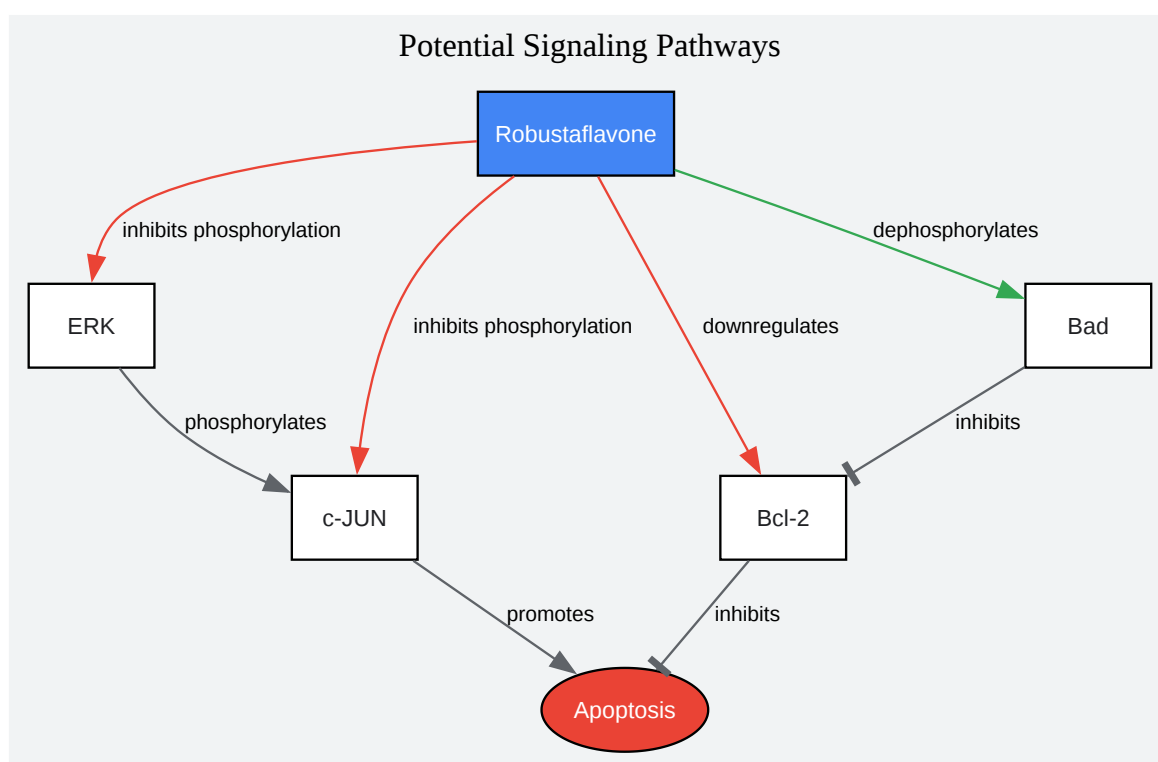 Potential Signaling Pathways
Robustaflavone
inhibits phosphorylation
dephosphorylates
ERK
inhibits phosphorylation
downregulates
Bad
phosphorylates
inhibits
c-JUN
Bcl-2
promotes
inhibits
Apoptosis